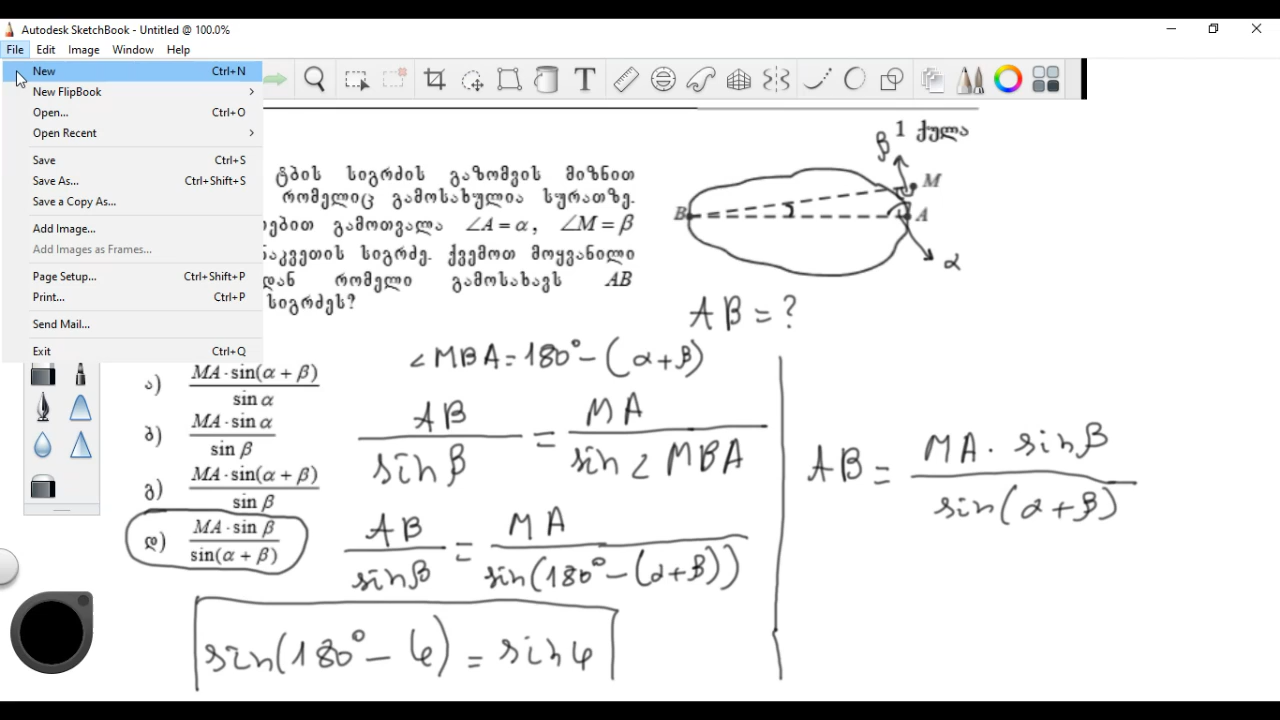 Autodesk SketchBook - Untitled @ 100.0%
File Edit Image Window Help
New Ctrl+N
New FlipBook
Open... Ctrl+O
Open Recent
Save Ctrl+S
Save As... Ctrl+Shift+S
Save a Copy As...
Add Image...
Add Images as Frames...
Page Setup... Ctrl+Shift+P
Print... Ctrl+P
Send Mail...
Exit Ctrl+Q
T
1 ქულა
ტბის სიგრძის გაზომვის მიზნით
რომელიც გამოსახულია სურათზე.
გამოთვალა ∠A = α, ∠M = β
სიგრძე. ქვემოთ მოყვანილი
რომელი გამოსახავს AB
სიგრძეს?
β
M
B
A
α
AB = ?
∠MBA = 180° − (α + β)
ა) MA · sin(α + β) / sin α
ბ) MA · sin α / sin β
გ) MA · sin(α + β) / sin β
დ) MA · sin β / sin(α + β)
AB / sin β = MA / sin ∠ MBA
AB / sin β = MA / sin(180° − (α + β))
sin(180° − φ) = sin φ
AB = MA · sin β / sin(α + β)